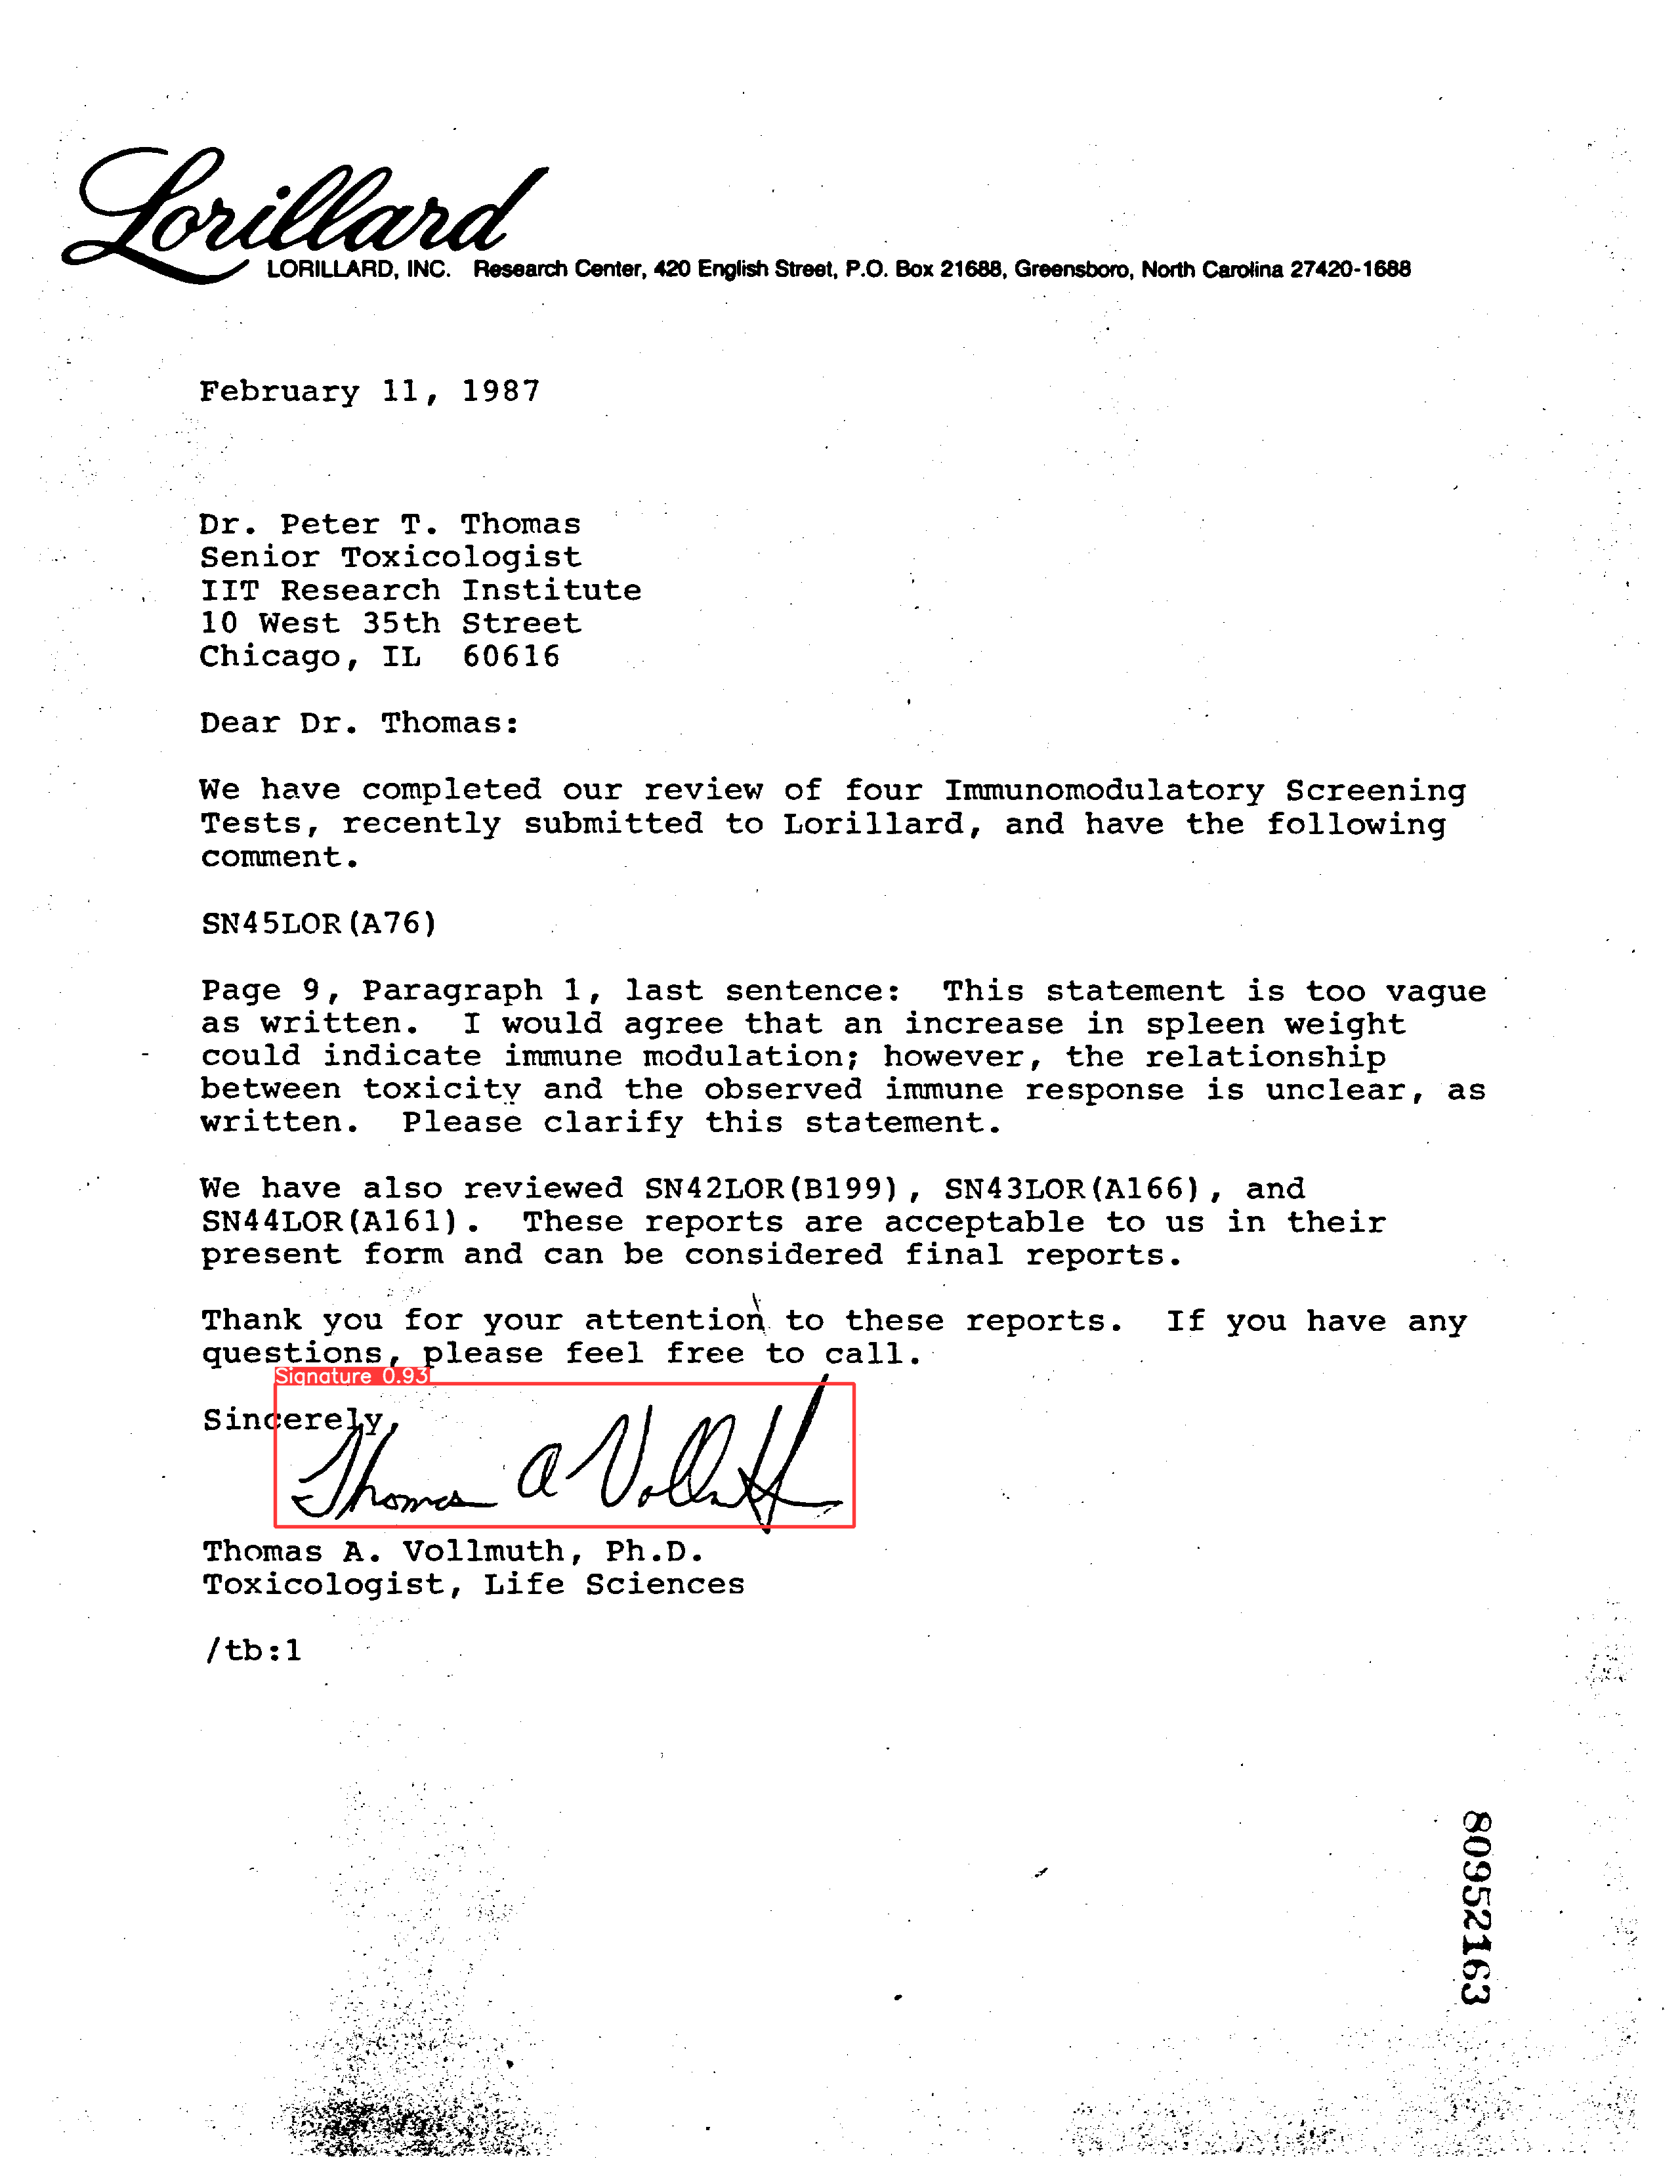 Lorillard
LORILLARD, INC. Research Center, 420 English Street, P.O. Box 21688, Greensboro, North Carolina 27420-1688
February 11, 1987
Dr. Peter T. Thomas
Senior Toxicologist
IIT Research Institute
10 West 35th Street
Chicago, IL 60616
Dear Dr. Thomas:
We have completed our review of four Immunomodulatory Screening
Tests, recently submitted to Lorillard, and have the following
comment.
SN45LOR(A76)
Page 9, Paragraph 1, last sentence: This statement is too vague
as written. I would agree that an increase in spleen weight
could indicate immune modulation; however, the relationship
between toxicity and the observed immune response is unclear, as
written. Please clarify this statement.
We have also reviewed SN42LOR(B199), SN43LOR(A166), and
SN44LOR(A161). These reports are acceptable to us in their
present form and can be considered final reports.
Thank you for your attention to these reports. If you have any
questions, please feel free to call.
Signature 0.93
Sincerely,
Thomas A Vollmuth
Thomas A. Vollmuth, Ph.D.
Toxicologist, Life Sciences
/tb:1
80952163